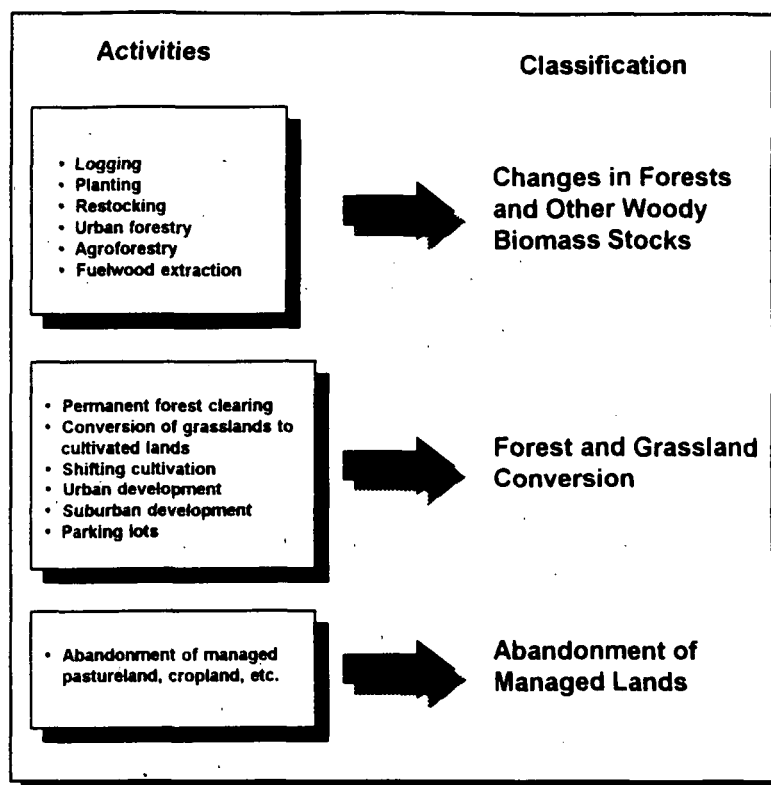 Activities
Classification
• Logging
• Planting
• Restocking
• Urban forestry
• Agroforestry
• Fuelwood extraction
Changes in Forests
and Other Woody
Biomass Stocks
• Permanent forest clearing
• Conversion of grasslands to
cultivated lands
• Shifting cultivation
• Urban development
• Suburban development
• Parking lots
Forest and Grassland
Conversion
• Abandonment of managed
pastureland, cropland, etc.
Abandonment of
Managed Lands